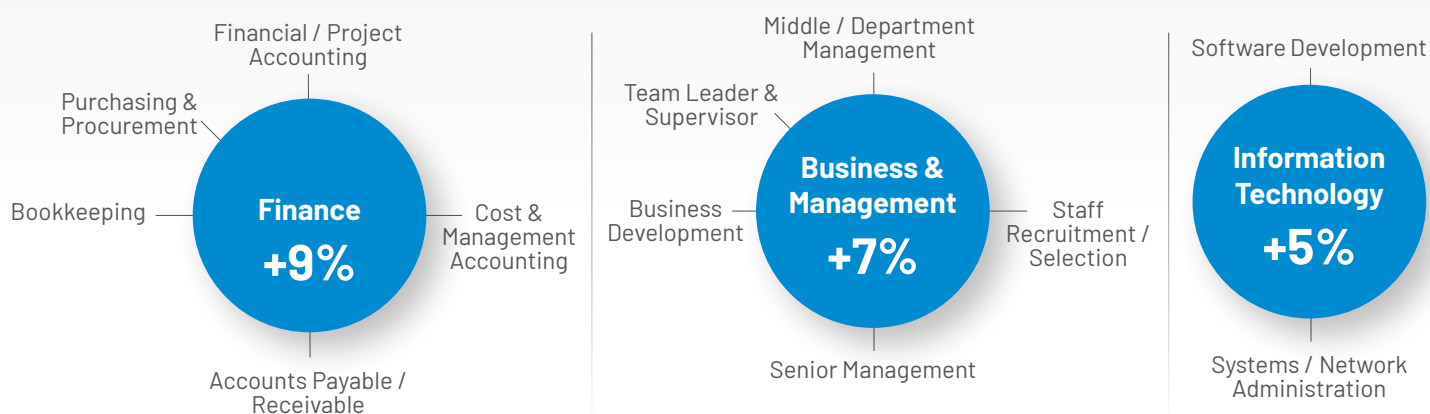 Financial / Project
Accounting
Purchasing &
Procurement
Bookkeeping
Finance
+9%
Cost &
Management
Accounting
Accounts Payable /
Receivable
Middle / Department
Management
Team Leader &
Supervisor
Business
Development
Business &
Management
+7%
Staff
Recruitment /
Selection
Senior Management
Software Development
Information
Technology
+5%
Systems / Network
Administration